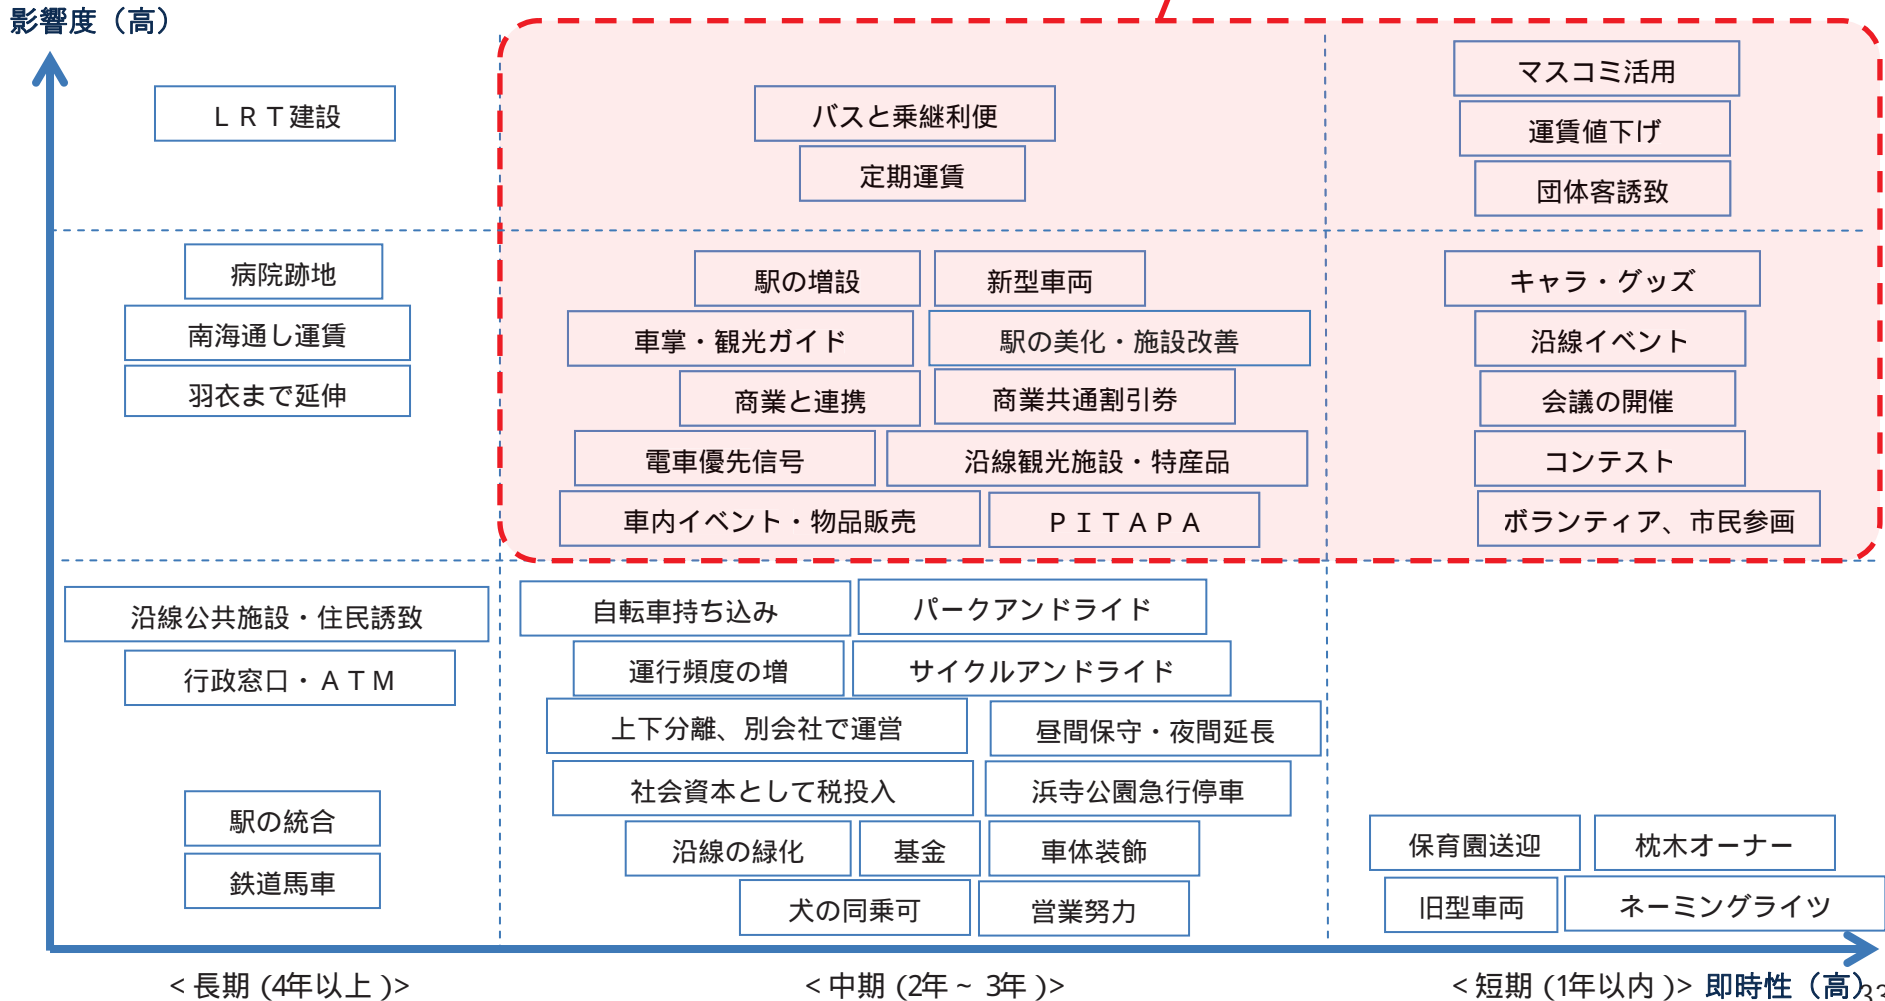 影響度（高）
ＬＲＴ建設
バスと乗継利便
定期運賃
マスコミ活用
運賃値下げ
団体客誘致
病院跡地
南海通し運賃
羽衣まで延伸
駅の増設
新型車両
車掌・観光ガイド
駅の美化・施設改善
商業と連携
商業共通割引券
電車優先信号
沿線観光施設・特産品
車内イベント・物品販売
ＰＩＴＡＰＡ
キャラ・グッズ
沿線イベント
会議の開催
コンテスト
ボランティア、市民参画
沿線公共施設・住民誘致
行政窓口・ＡＴＭ
駅の統合
鉄道馬車
自転車持ち込み
パークアンドライド
運行頻度の増
サイクルアンドライド
上下分離、別会社で運営
昼間保守・夜間延長
社会資本として税投入
浜寺公園急行停車
沿線の緑化
基金
車体装飾
犬の同乗可
営業努力
保育園送迎
枕木オーナー
旧型車両
ネーミングライツ
＜長期（4年以上）＞
＜中期（2年～3年）＞
＜短期（1年以内）＞
即時性（高）
33